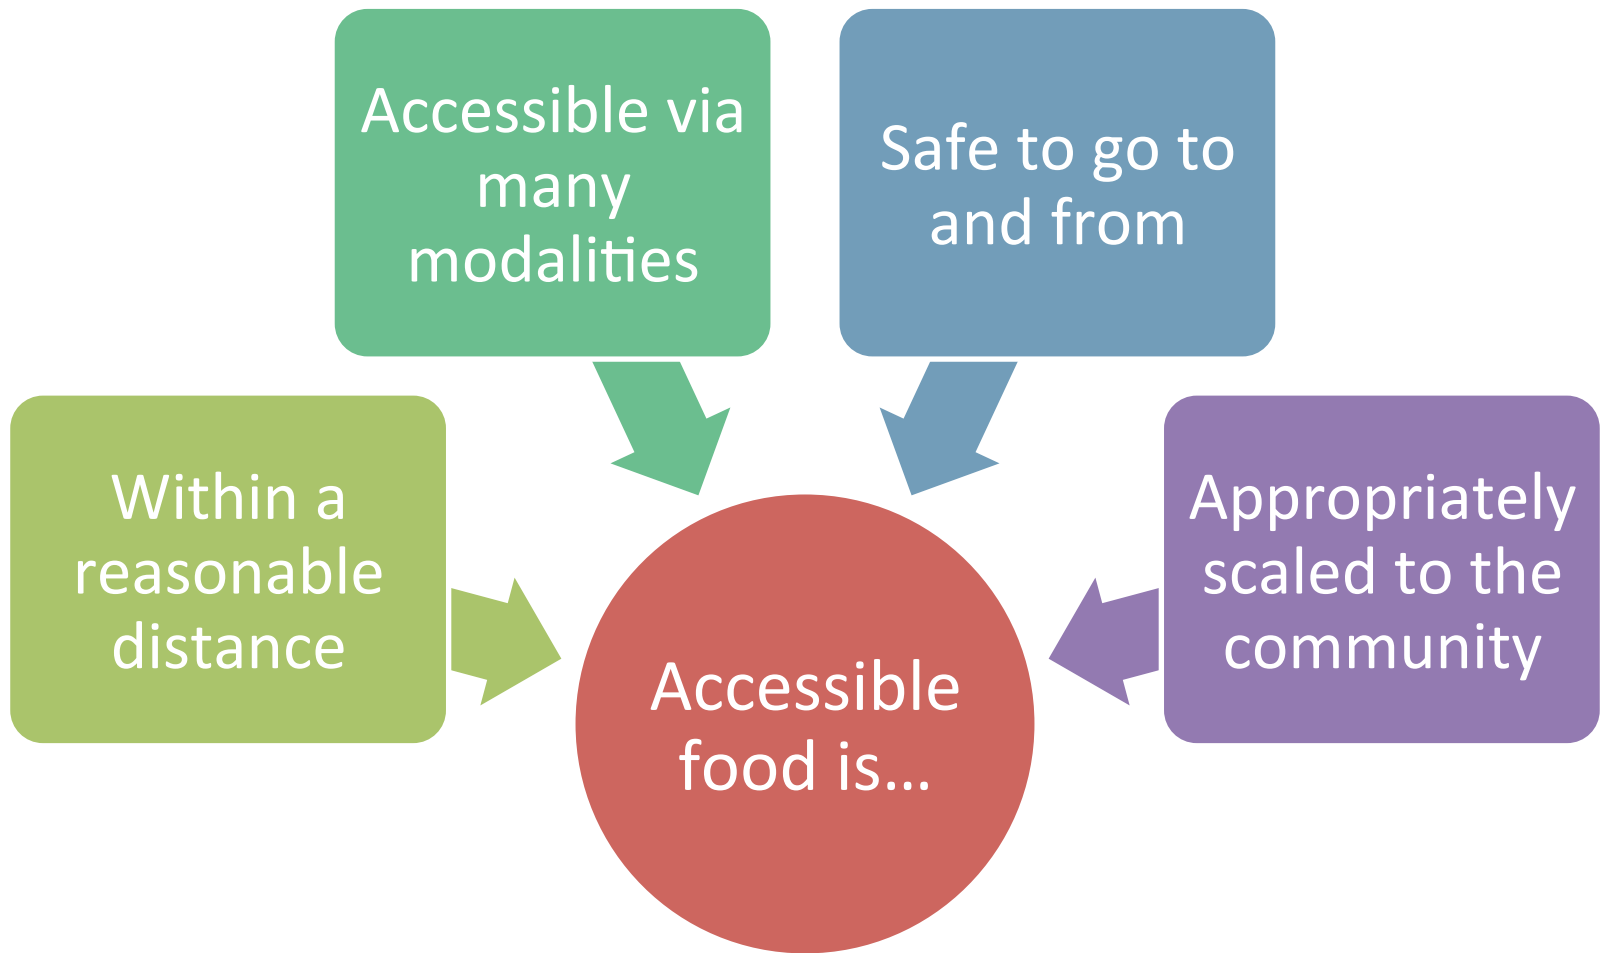 Accessible via
many
modalities
Safe to go to
and from
Within a
reasonable
distance
Appropriately
scaled to the
community
Accessible
food is...